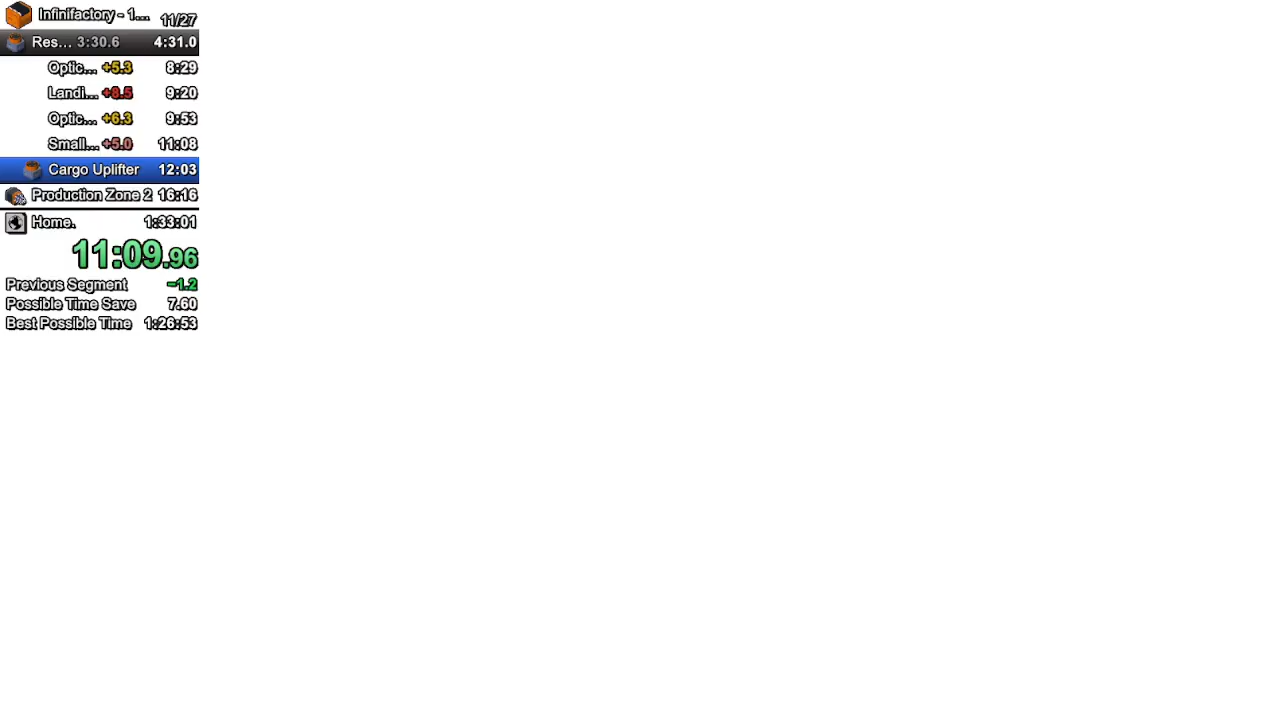 Infinifactory - 1... 11/27
Res... 3:30.6 4:31.0
Optic... +5.3 8:29
Landi... +8.5 9:20
Optic... +6.3 9:53
Small... +5.0 11:08
Cargo Uplifter 12:03
Production Zone 2 16:16
Home. 1:33:01
11:09.96
Previous Segment -1.2
Possible Time Save 7.60
Best Possible Time 1:26:53